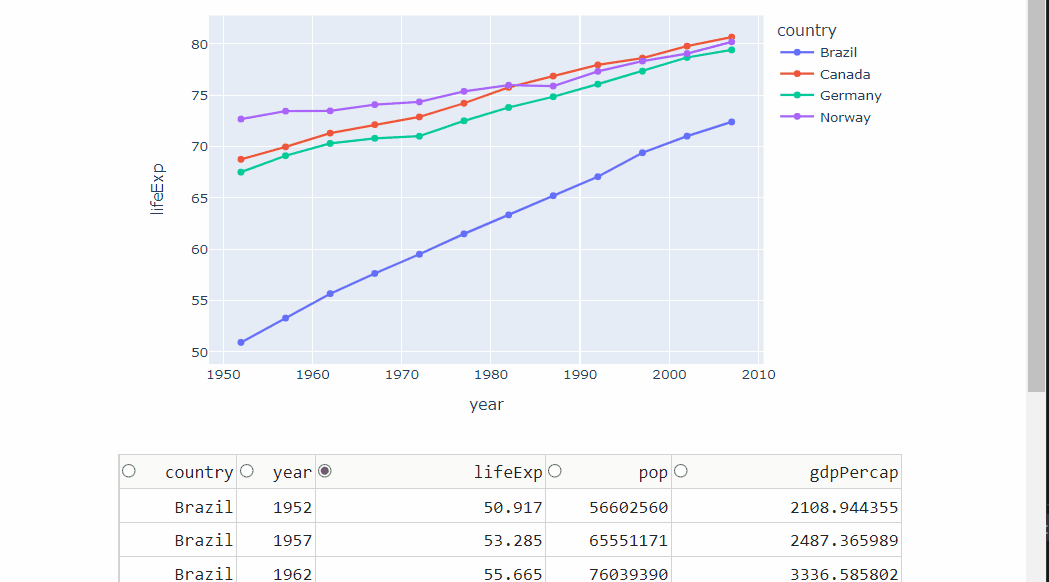 country
Brazil
Canada
Germany
Norway
80
75
70
65
60
55
50
lifeExp
1950 1960 1970 1980 1990 2000 2010
year
country year lifeExp pop gdpPercap
Brazil 1952 50.917 56602560 2108.944355
Brazil 1957 53.285 65551171 2487.365989
Brazil 1962 55.665 76039390 3336.585802